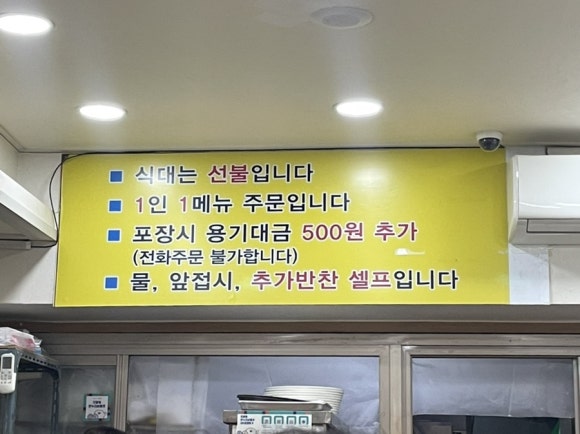 ■ 식대는 선불입니다
■ 1인 1메뉴 주문입니다
■ 포장시 용기대금 500원 추가
(전화주문 불가합니다)
■ 물, 앞접시, 추가반찬 셀프입니다